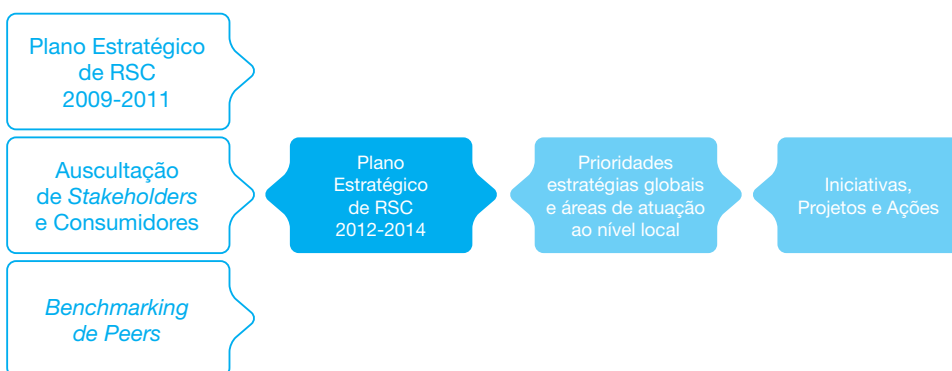 Plano Estratégico
de RSC
2009-2011
Auscultação
de Stakeholders
e Consumidores
Benchmarking
de Peers
Plano
Estratégico
de RSC
2012-2014
Prioridades
estratégias globais
e áreas de atuação
ao nível local
Iniciativas,
Projetos e Ações